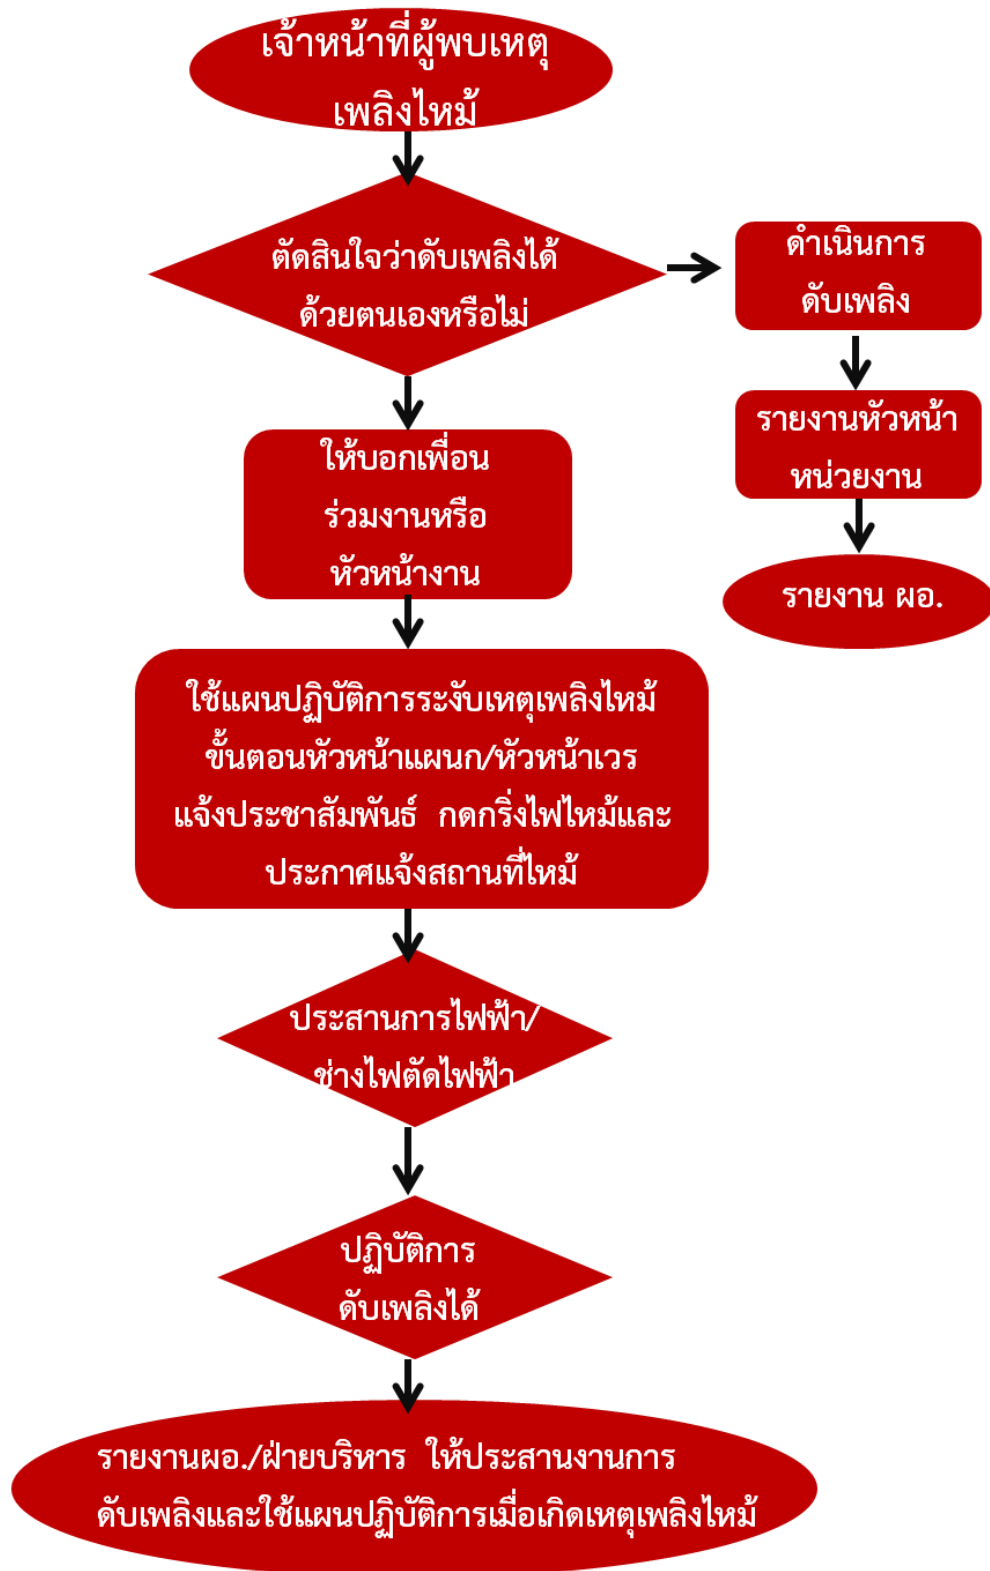 เจ้าหน้าที่ผู้พบเหตุ
เพลิงไหม้
ตัดสินใจว่าดับเพลิงได้
ด้วยตนเองหรือไม่
ดำเนินการ
ดับเพลิง
รายงานหัวหน้า
หน่วยงาน
รายงาน ผอ.
ให้บอกเพื่อน
ร่วมงานหรือ
หัวหน้างาน
ใช้แผนปฏิบัติการระงับเหตุเพลิงไหม้
ขั้นตอนหัวหน้าแผนก/หัวหน้าเวร
แจ้งประชาสัมพันธ์ กดกริ่งไฟไหม้และ
ประกาศแจ้งสถานที่ไหม้
ประสานการไฟฟ้า/
ช่างไฟตัดไฟฟ้า
ปฏิบัติการ
ดับเพลิงได้
รายงานผอ./ฝ่ายบริหาร ให้ประสานงานการ
ดับเพลิงและใช้แผนปฏิบัติการเมื่อเกิดเหตุเพลิงไหม้